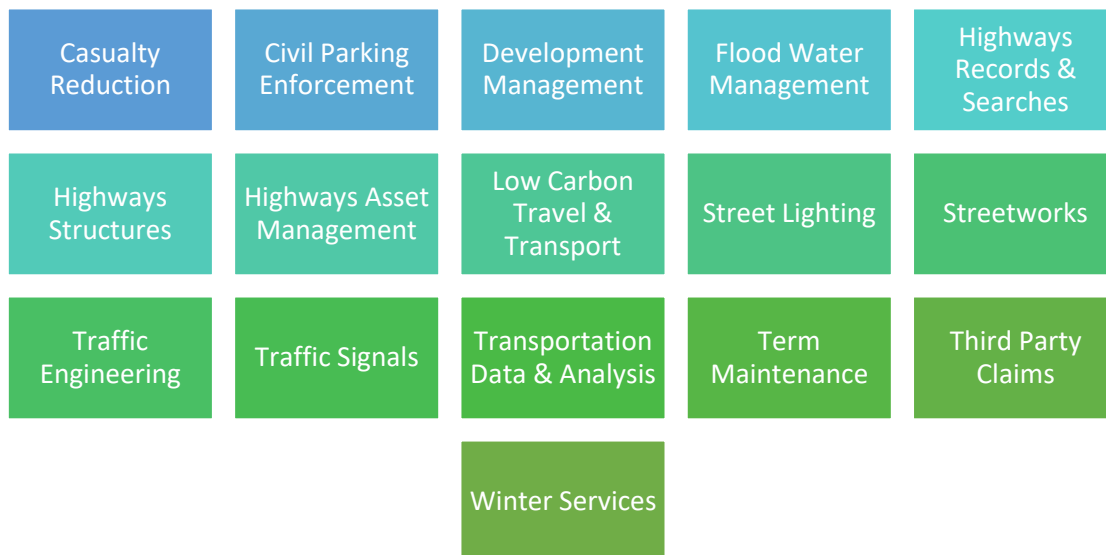 Casualty
Reduction
Civil Parking
Enforcement
Development
Management
Flood Water
Management
Highways
Records &
Searches
Highways
Structures
Highways Asset
Management
Low Carbon
Travel &
Transport
Street Lighting
Streetworks
Traffic
Engineering
Traffic Signals
Transportation
Data & Analysis
Term
Maintenance
Third Party
Claims
Winter Services